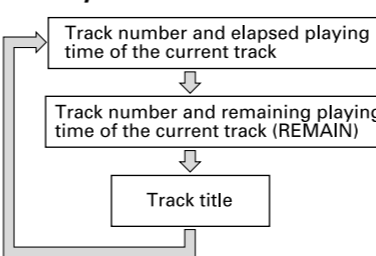 Track number and elapsed playing
time of the current track
Track number and remaining playing
time of the current track (REMAIN)
Track title